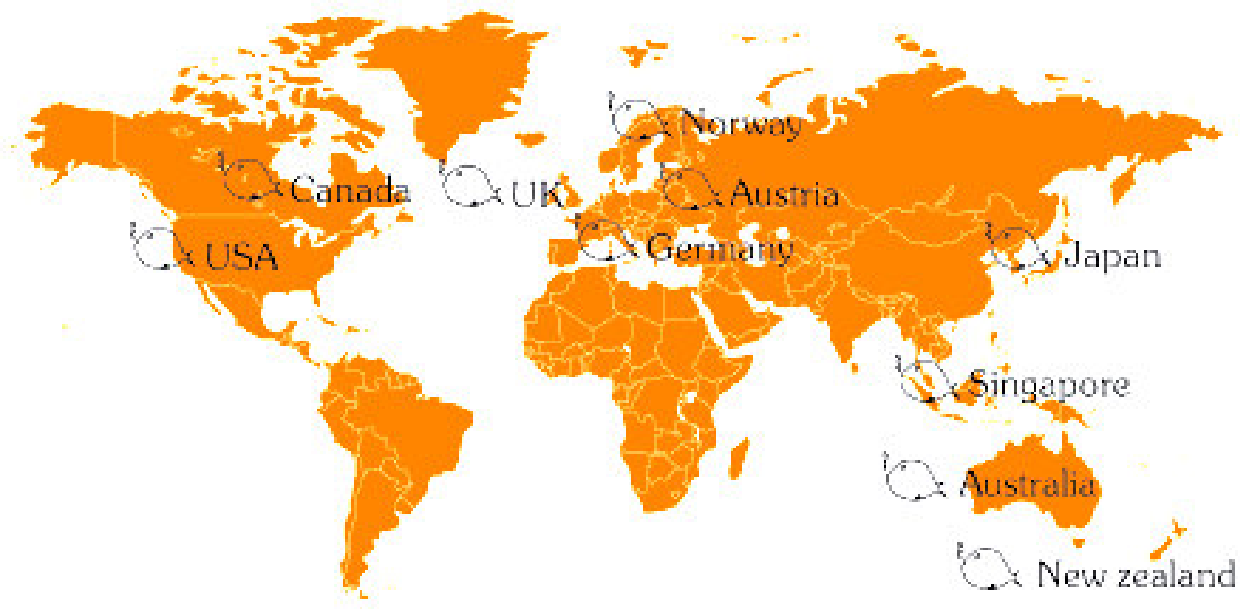 Norway
Canada
UK
Austria
USA
Germany
Japan
Singapore
Australia
New zealand